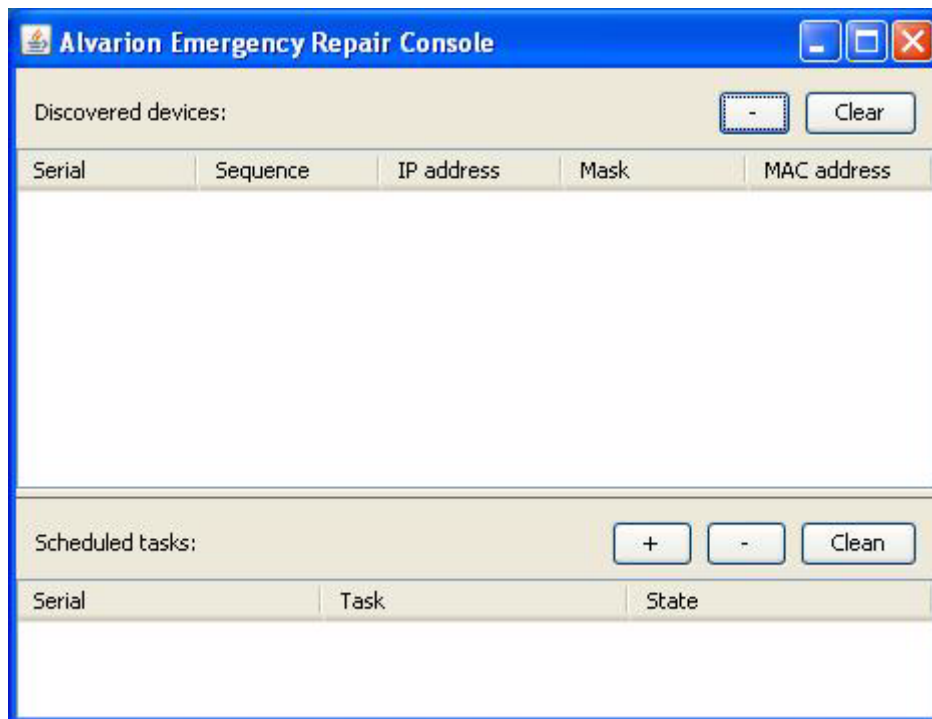 Alvarion Emergency Repair Console
Discovered devices: - Clear
Serial Sequence IP address Mask MAC address
Scheduled tasks: + - Clean
Serial Task State